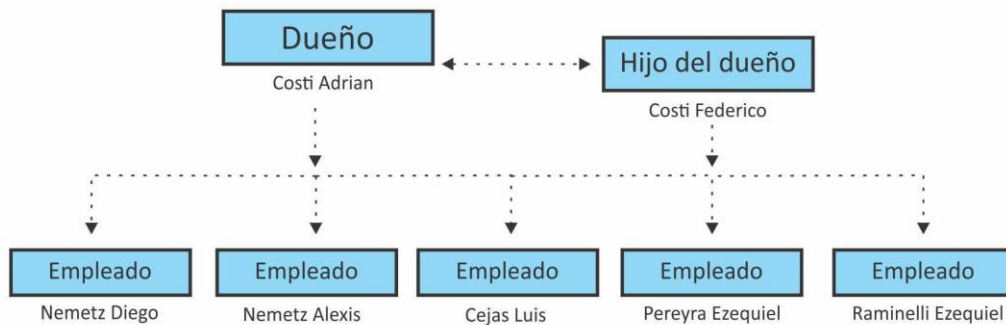 Dueño
Costi Adrian
Hijo del dueño
Costi Federico
Empleado
Empleado
Empleado
Empleado
Empleado
Nemetz Diego
Nemetz Alexis
Cejas Luis
Pereyra Ezequiel
Raminelli Ezequiel